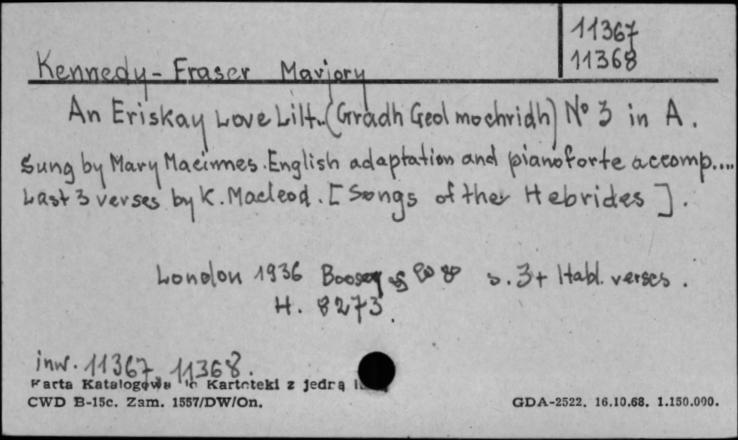 11367
11368
Kennedy-Fraser Marjory
An Eriskay Love Lilt. (Gràdh Geal mochridh) No 3 in A.
Sung by Mary Macinnes. English adaptation and pianoforte accomp....
Last 3 verses by K. Macleod. [Songs of the Hebrides].
London 1936 Boosey & Co s. 3 + 1 tabl. verses.
H. 8273.
inw. 11367, 11368.
Karta Katalogowa Kartoteki z jedną
CWD B-15c. Zam. 1557/DW/On.
GDA-2522. 16.10.68. 1.150.000.